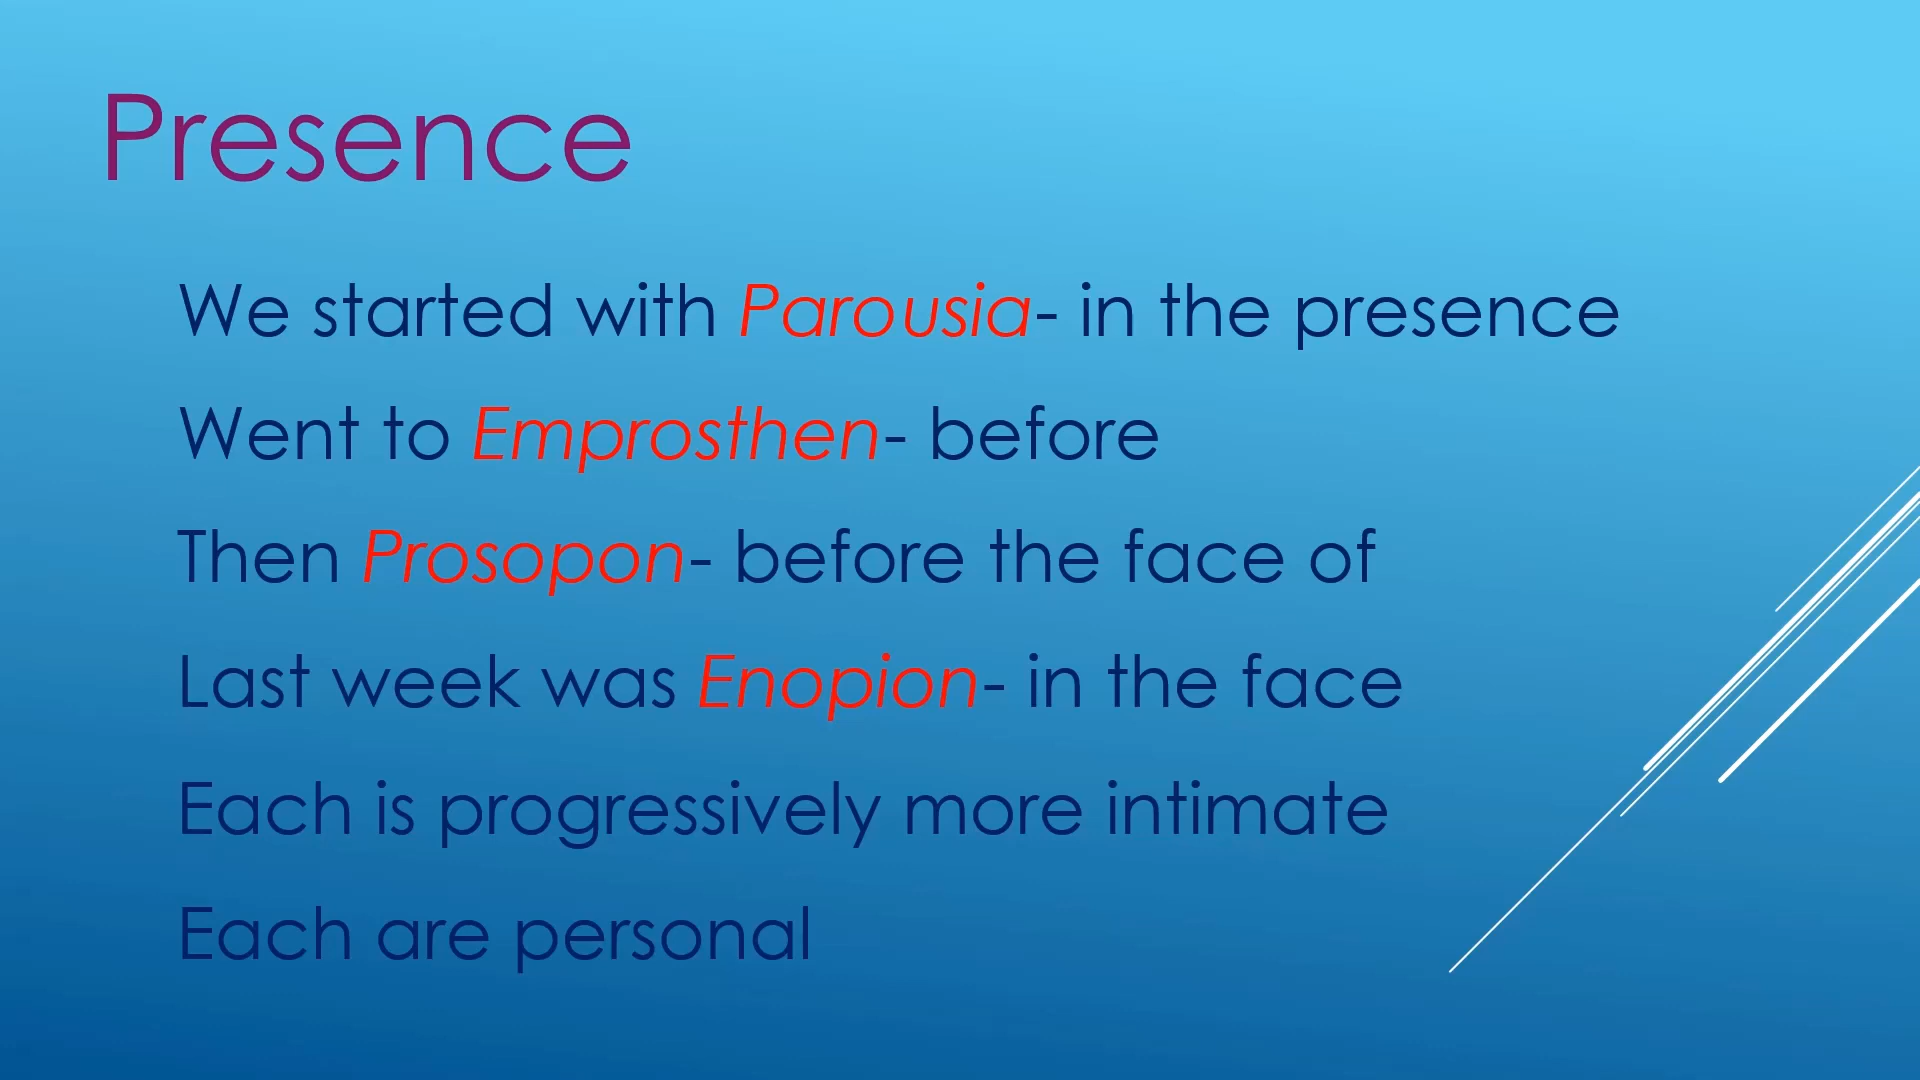 Presence
We started with Parousia- in the presence
Went to Emprosthen- before
Then Prosopon- before the face of
Last week was Enopion- in the face
Each is progressively more intimate
Each are personal